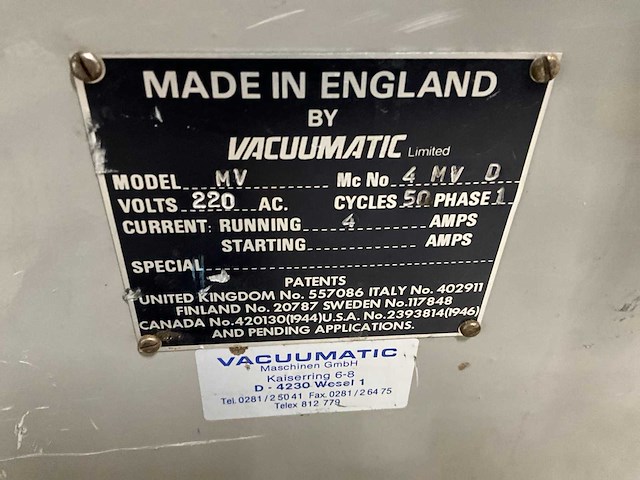 MADE IN ENGLAND
BY
VACUUMATIC Limited
MODEL MV Mc No 4 MV D
VOLTS 220 AC. CYCLES 50 PHASE 1
CURRENT: RUNNING 4 AMPS
STARTING AMPS
SPECIAL
PATENTS
UNITED KINGDOM No. 557086 ITALY No. 402911
FINLAND No. 20787 SWEDEN No. 117848
CANADA No. 420130 (1944) U.S.A. No. 2393814 (1946)
AND PENDING APPLICATIONS.
VACUUMATIC
Maschinen GmbH
Kaiserring 6-8
D - 4230 Wesel 1
Tel. 0281/25041 Fax. 0281/26475
Telex 812 779